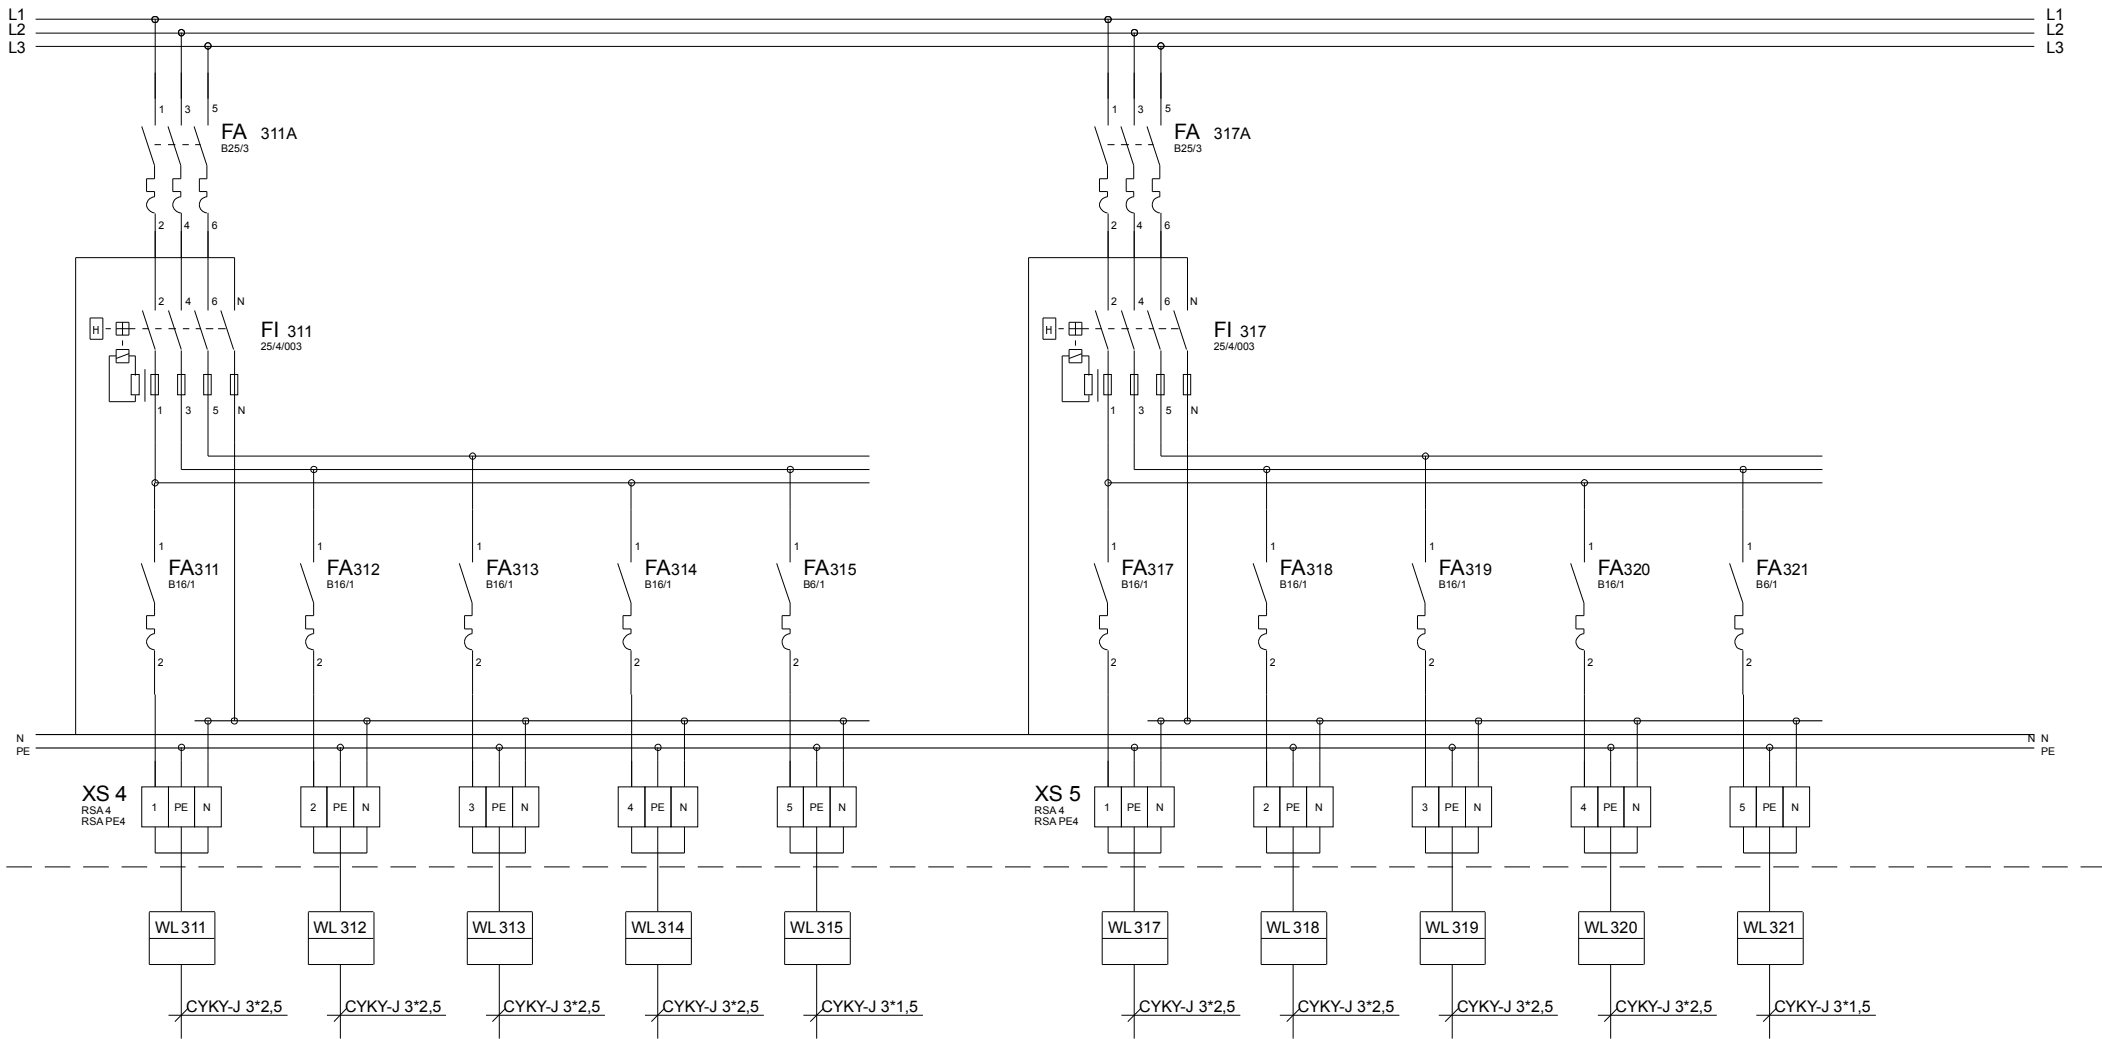 L1 L1
L2 L2
L3 L3
1 3 5 1 3 5
FA 311A FA 317A
B25/3 B25/3
2 4 6 2 4 6
2 4 6 N 2 4 6 N
H FI 311 H FI 317
25/4/003 25/4/003
1 3 5 N 1 3 5 N
1 1 1 1 1 1 1 1 1 1
FA311 FA312 FA313 FA314 FA315 FA317 FA318 FA319 FA320 FA321
B16/1 B16/1 B16/1 B16/1 B6/1 B16/1 B16/1 B16/1 B16/1 B6/1
2 2 2 2 2 2 2 2 2 2
N N N
PE PE
XS 4 XS 5
RSA 4 RSA 4
RSA PE4 RSA PE4
1 PE N 2 PE N 3 PE N 4 PE N 5 PE N 1 PE N 2 PE N 3 PE N 4 PE N 5 PE N
WL 311 WL 312 WL 313 WL 314 WL 315 WL 317 WL 318 WL 319 WL 320 WL 321
CYKY-J 3*2,5 CYKY-J 3*2,5 CYKY-J 3*2,5 CYKY-J 3*2,5 CYKY-J 3*1,5 CYKY-J 3*2,5 CYKY-J 3*2,5 CYKY-J 3*2,5 CYKY-J 3*2,5 CYKY-J 3*1,5